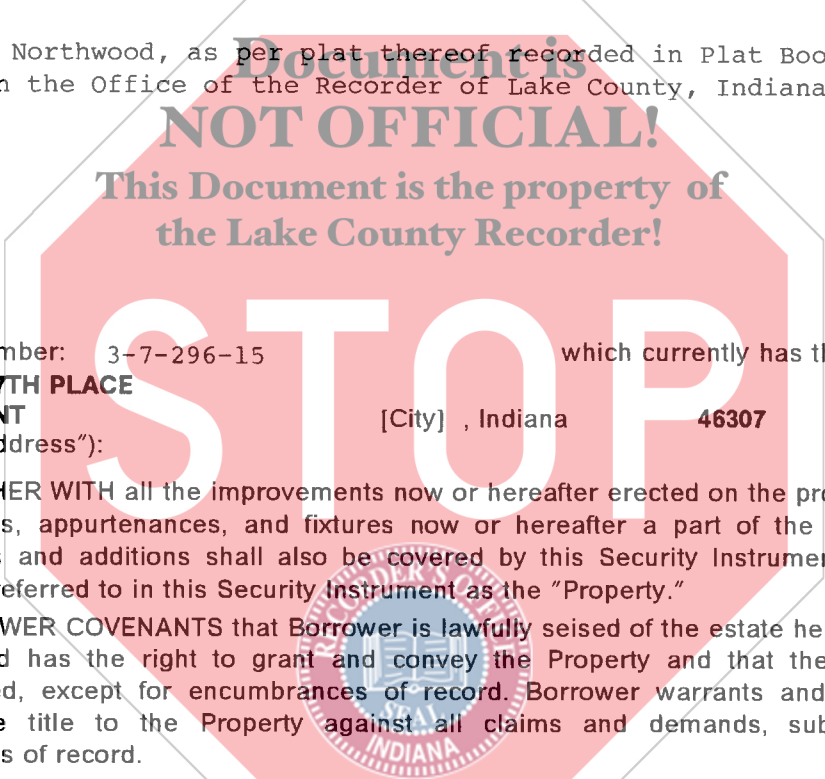 Northwood, as per plat thereof recorded in Plat Boo
n the Office of the Recorder of Lake County, Indiana
Document is
NOT OFFICIAL!
This Document is the property of
the Lake County Recorder!
STOP
mber: 3-7-296-15 which currently has th
7TH PLACE
NT [City] , Indiana 46307
ddress"):
HER WITH all the improvements now or hereafter erected on the pro
s, appurtenances, and fixtures now or hereafter a part of the
s and additions shall also be covered by this Security Instrumen
referred to in this Security Instrument as the "Property."
WER COVENANTS that Borrower is lawfully seised of the estate he
d has the right to grant and convey the Property and that the
ed, except for encumbrances of record. Borrower warrants and
e title to the Property against all claims and demands, sub
s of record.
RECORDER'S OFFICE
SEAL
INDIANA